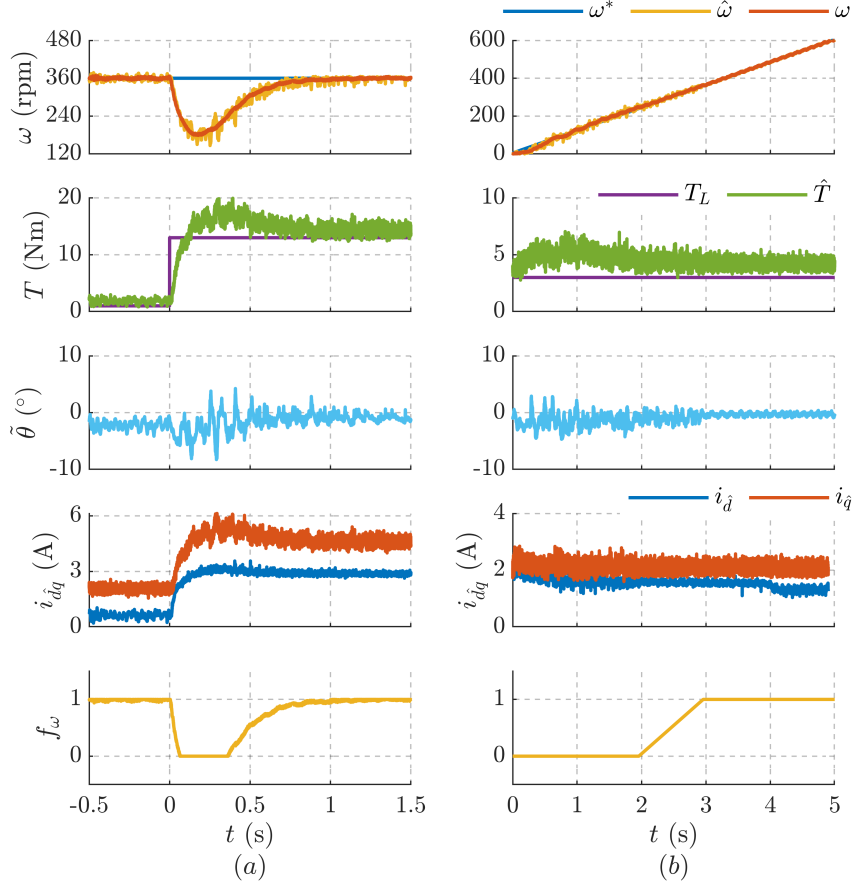 ω* ω̂ ω
480
360
240
120
ω (rpm)
600
400
200
0
T_L T̂
20
10
0
T (Nm)
10
5
0
10
0
-10
θ̃ (°)
10
0
-10
i_d̂ i_q̂
6
3
0
i_d̂q̂ (A)
4
2
0
i_d̂q̂ (A)
1
0
f_ω
1
0
-0.5 0 0.5 1 1.5
t (s)
(a)
0 1 2 3 4 5
t (s)
(b)